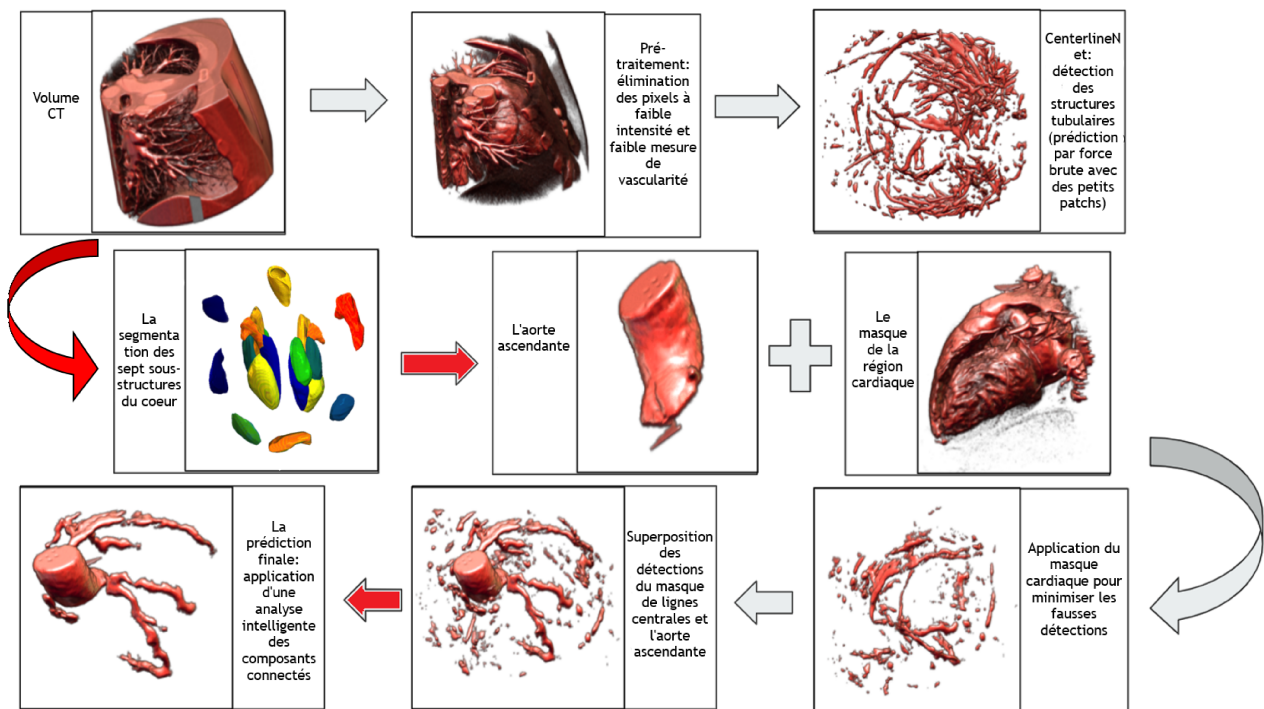 Volume
CT
Pré-
traitement:
élimination
des pixels à
faible
intensité et
faible mesure
de
vascularité
CenterlineN
et:
détection
des
structures
tubulaires
(prédiction
par force
brute avec
des petits
patchs)
La
segmenta
tion des
sept sous-
structures
du coeur
L'aorte
ascendante
Le
masque
de la
région
cardiaque
La
prédiction
finale:
application
d'une
analyse
intelligente
des
composants
connectés
Superposition
des
détections
du masque
de lignes
centrales et
l'aorte
ascendante
Application du
masque
cardiaque pour
minimiser les
fausses
détections